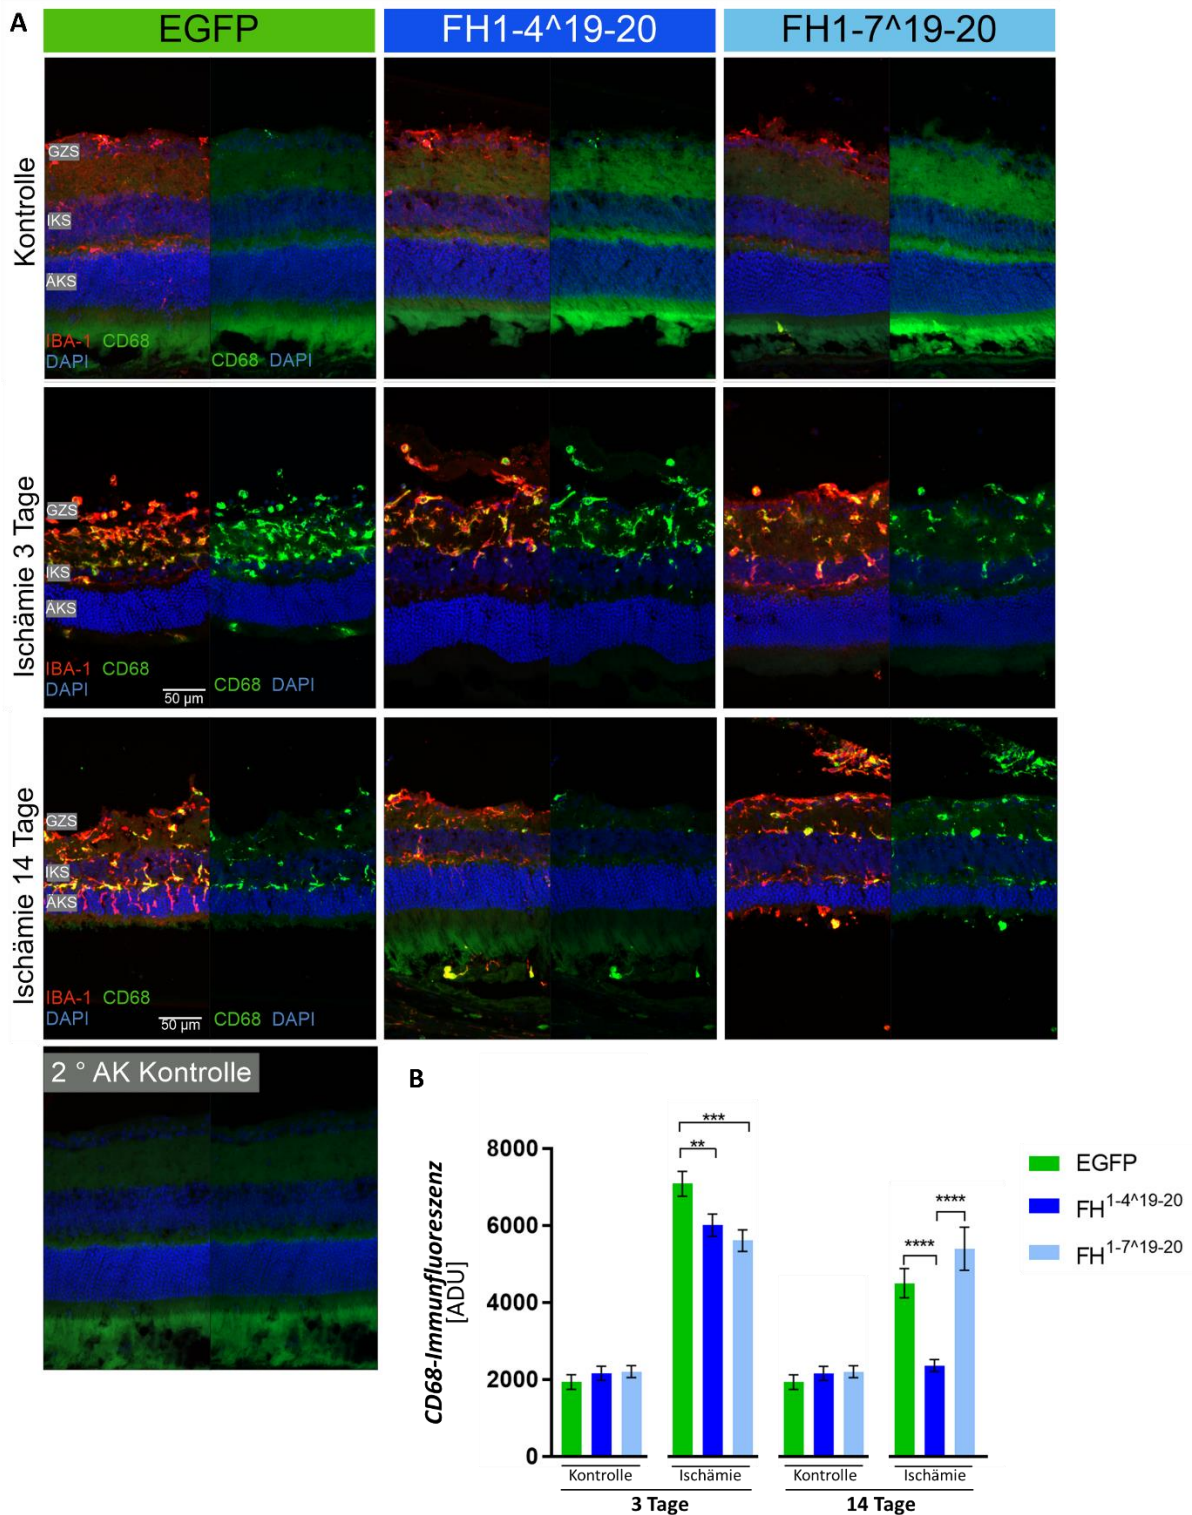 A
EGFP
FH1-4^19-20
FH1-7^19-20
Kontrolle
GZS
IKS
ÄKS
IBA-1 CD68
DAPI
CD68 DAPI
Ischämie 3 Tage
GZS
IKS
ÄKS
IBA-1 CD68
DAPI
50 µm
CD68 DAPI
Ischämie 14 Tage
GZS
IKS
ÄKS
IBA-1 CD68
DAPI
50 µm
CD68 DAPI
2 ° AK Kontrolle
B
CD68-Immunfluoreszenz
[ADU]
8000
6000
4000
2000
0
***
**
****
****
EGFP
FH1-4^19-20
FH1-7^19-20
Kontrolle
Ischämie
Kontrolle
Ischämie
3 Tage
14 Tage